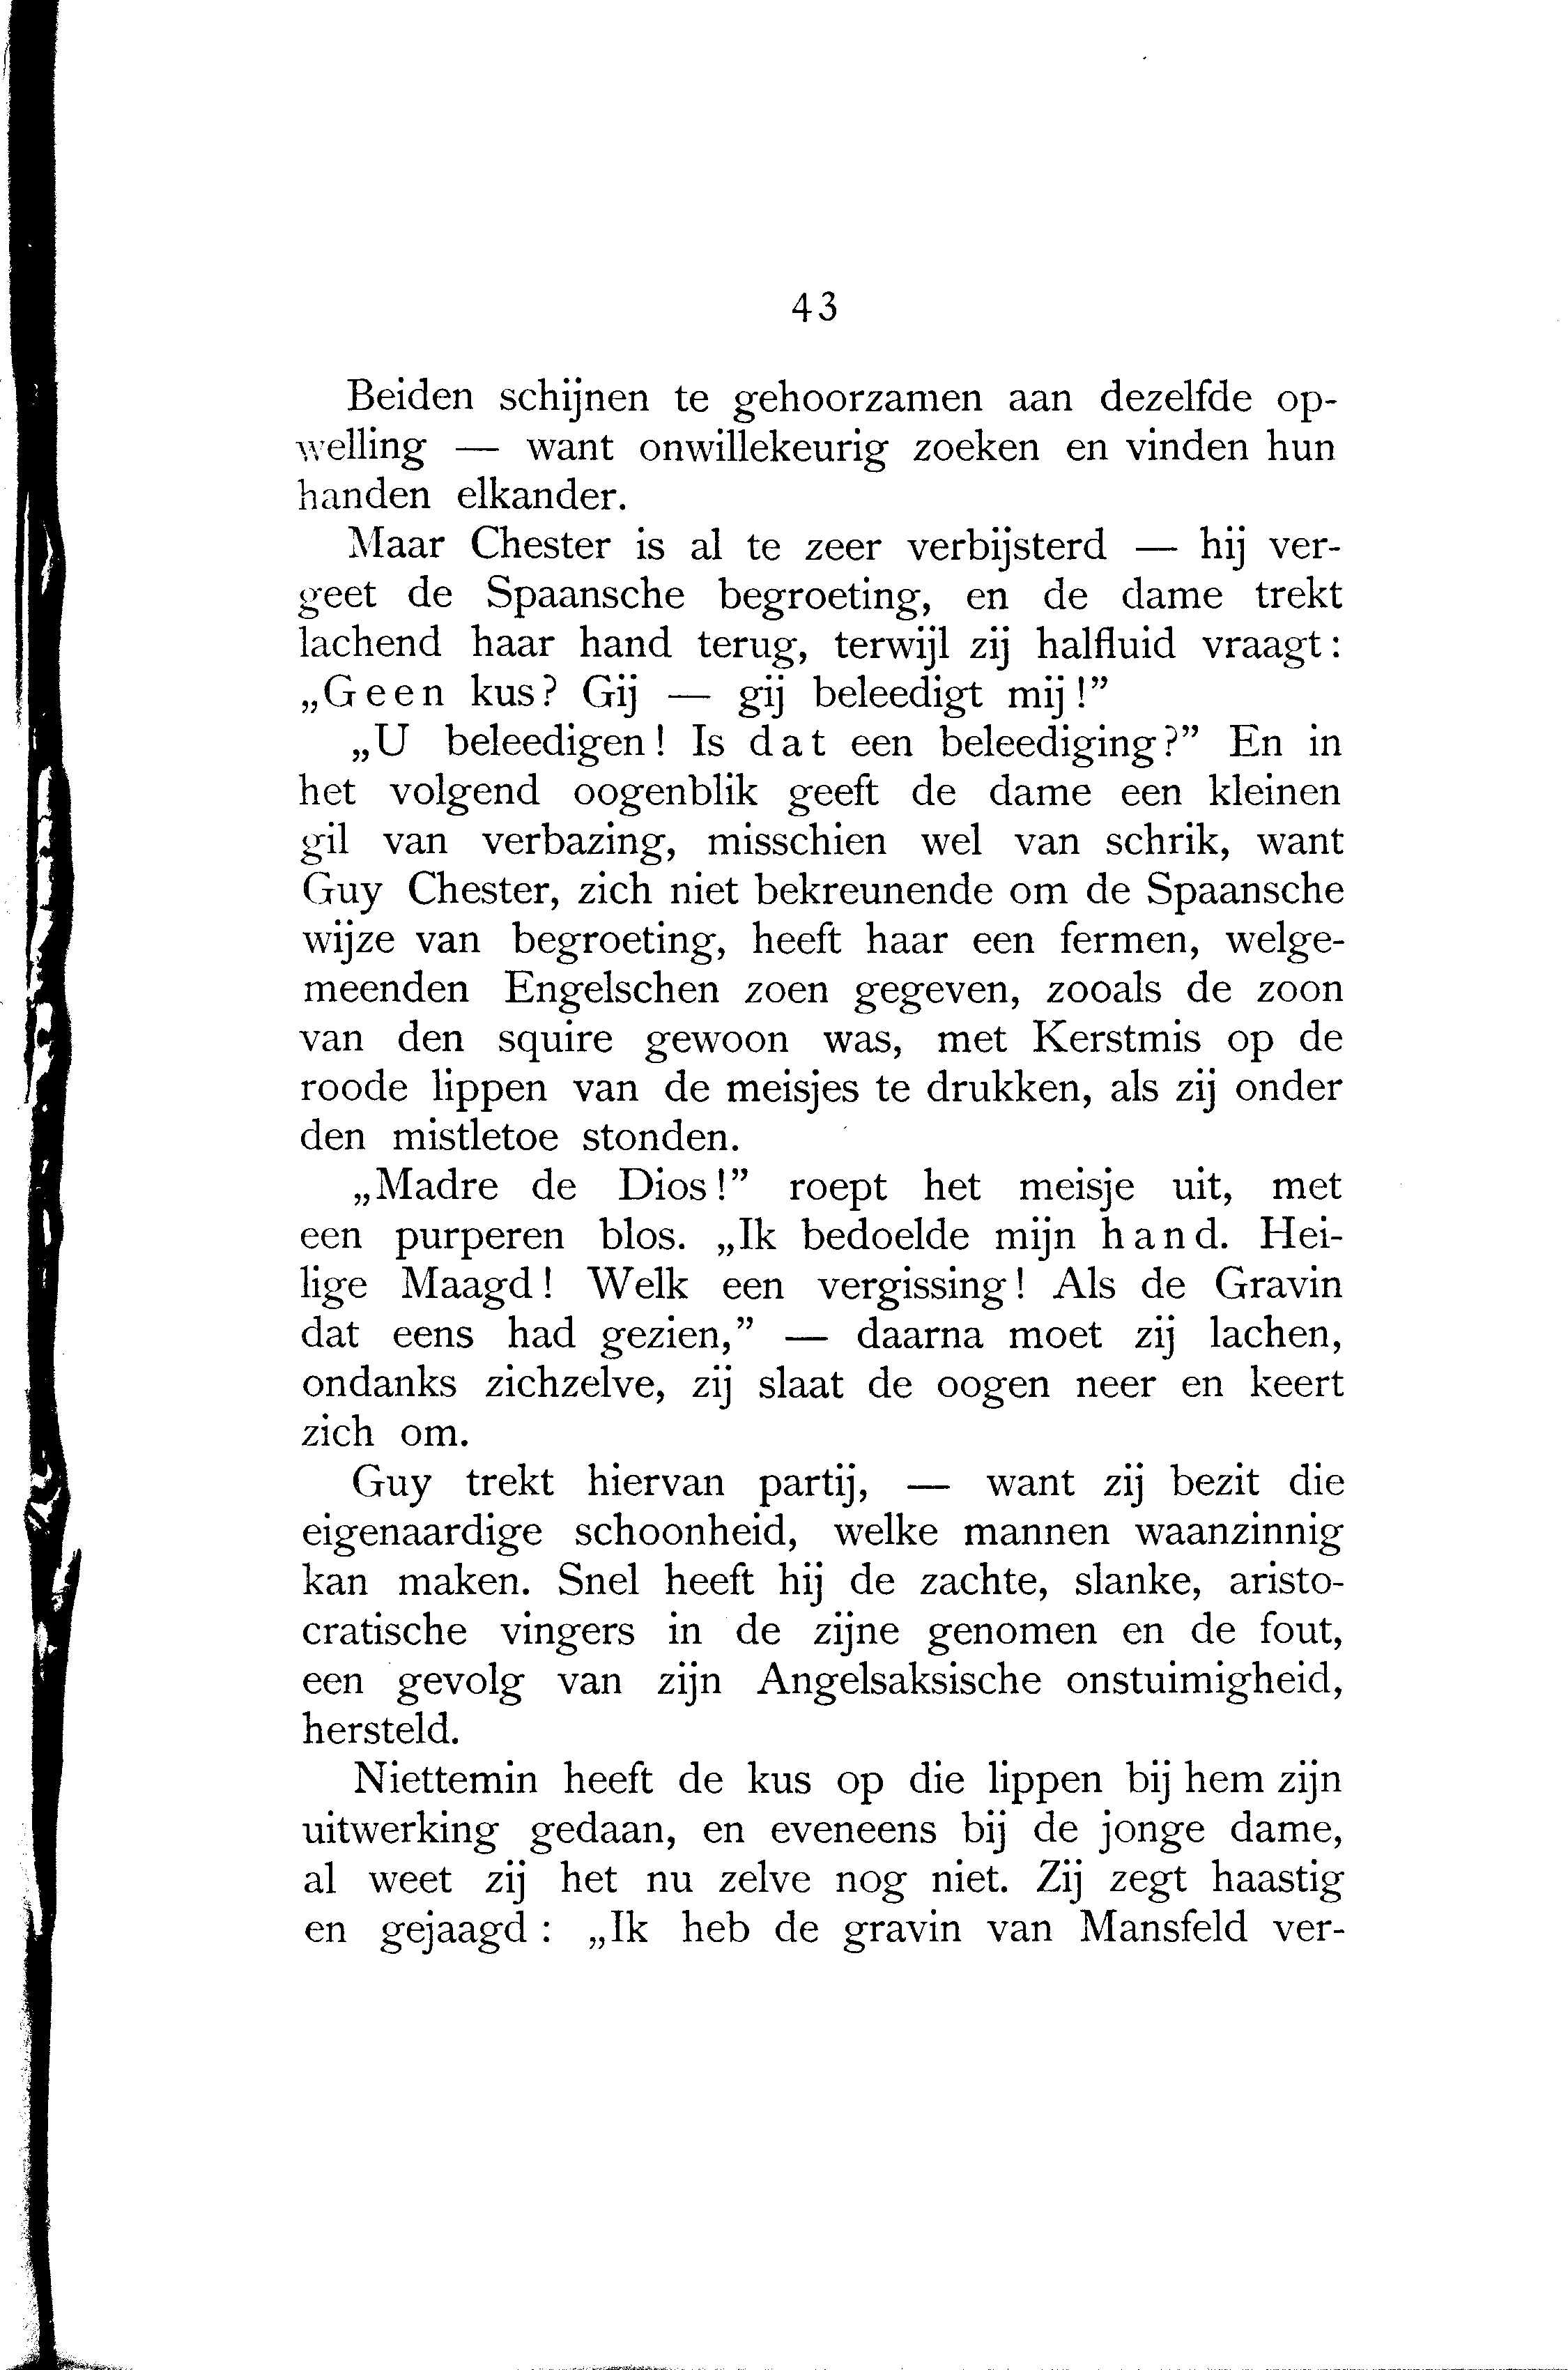 43
Beiden schijnen te gehoorzamen aan dezelfde op-
welling — want onwillekeurig zoeken en vinden hun
handen elkander.
Maar Chester is al te zeer verbijsterd — hij ver-
geet de Spaansche begroeting, en de dame trekt
lachend haar hand terug, terwijl zij halfluid vraagt:
„Geen kus? Gij — gij beleedigt mij!”
„U beleedigen! Is dat een beleediging?” En in
het volgend oogenblik geeft de dame een kleinen
gil van verbazing, misschien wel van schrik, want
Guy Chester, zich niet bekreunende om de Spaansche
wijze van begroeting, heeft haar een fermen, welge-
meenden Engelschen zoen gegeven, zooals de zoon
van den squire gewoon was, met Kerstmis op de
roode lippen van de meisjes te drukken, als zij onder
den mistletoe stonden.
„Madre de Dios!” roept het meisje uit, met
een purperen blos. „Ik bedoelde mijn hand. Hei-
lige Maagd! Welk een vergissing! Als de Gravin
dat eens had gezien,” — daarna moet zij lachen,
ondanks zichzelve, zij slaat de oogen neer en keert
zich om.
Guy trekt hiervan partij, — want zij bezit die
eigenaardige schoonheid, welke mannen waanzinnig
kan maken. Snel heeft hij de zachte, slanke, aristo-
cratische vingers in de zijne genomen en de fout,
een gevolg van zijn Angelsaksische onstuimigheid,
hersteld.
Niettemin heeft de kus op die lippen bij hem zijn
uitwerking gedaan, en eveneens bij de jonge dame,
al weet zij het nu zelve nog niet. Zij zegt haastig
en gejaagd: „Ik heb de gravin van Mansfeld ver-